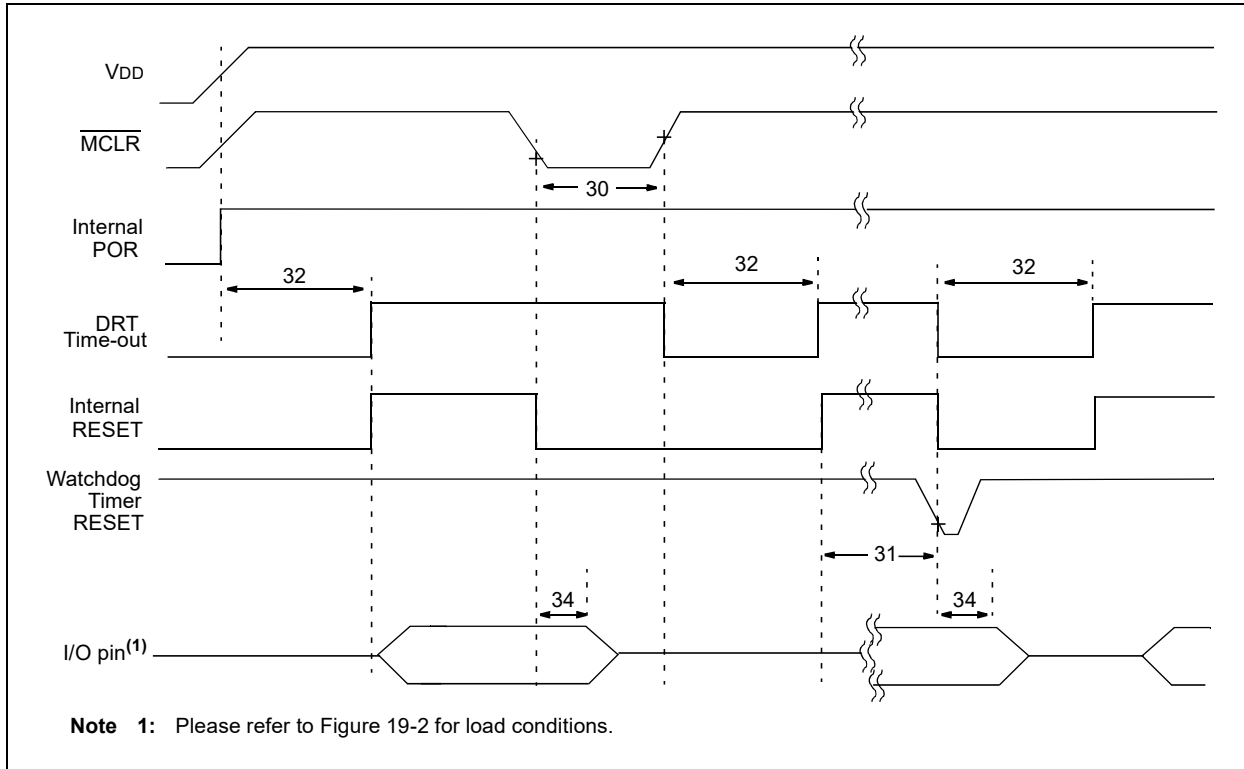 VDD
MCLR
30
Internal
POR
32
32
32
DRT
Time-out
Internal
RESET
Watchdog
Timer
RESET
31
34
34
I/O pin(1)
Note 1: Please refer to Figure 19-2 for load conditions.